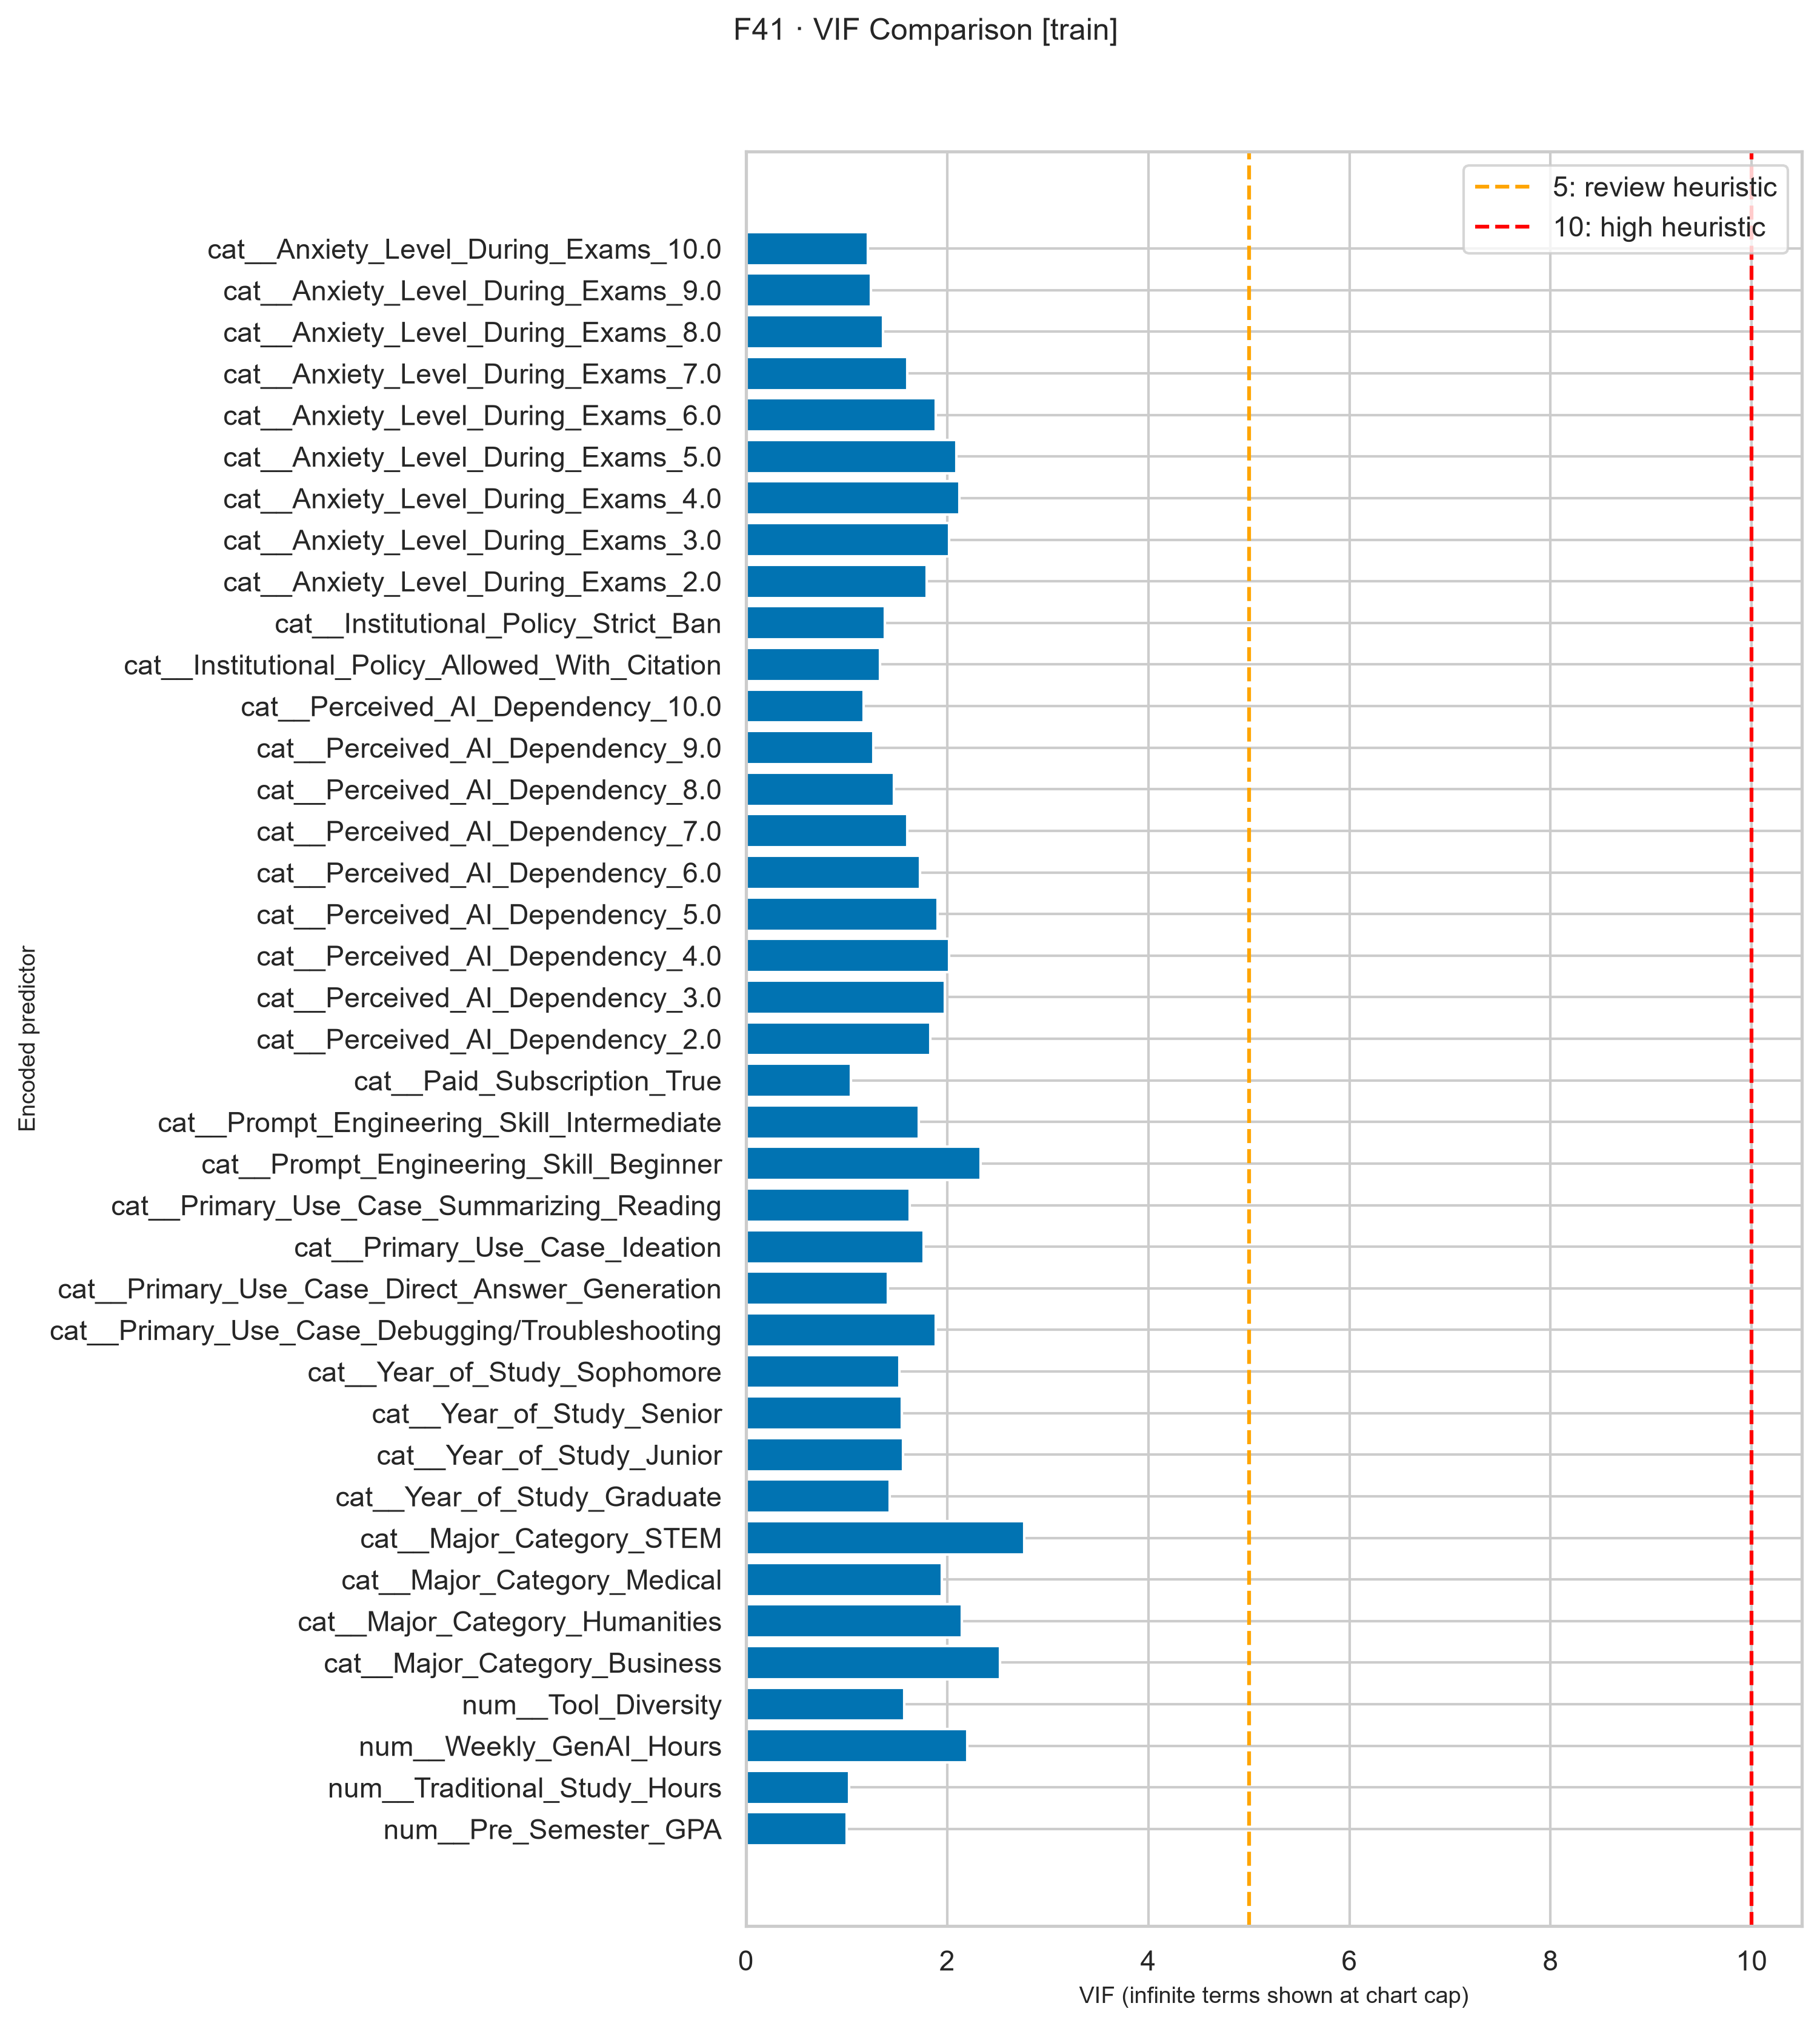 F41 · VIF Comparison [train]
5: review heuristic
10: high heuristic
cat__Anxiety_Level_During_Exams_10.0
cat__Anxiety_Level_During_Exams_9.0
cat__Anxiety_Level_During_Exams_8.0
cat__Anxiety_Level_During_Exams_7.0
cat__Anxiety_Level_During_Exams_6.0
cat__Anxiety_Level_During_Exams_5.0
cat__Anxiety_Level_During_Exams_4.0
cat__Anxiety_Level_During_Exams_3.0
cat__Anxiety_Level_During_Exams_2.0
cat__Institutional_Policy_Strict_Ban
cat__Institutional_Policy_Allowed_With_Citation
cat__Perceived_AI_Dependency_10.0
cat__Perceived_AI_Dependency_9.0
cat__Perceived_AI_Dependency_8.0
cat__Perceived_AI_Dependency_7.0
cat__Perceived_AI_Dependency_6.0
cat__Perceived_AI_Dependency_5.0
cat__Perceived_AI_Dependency_4.0
cat__Perceived_AI_Dependency_3.0
cat__Perceived_AI_Dependency_2.0
cat__Paid_Subscription_True
cat__Prompt_Engineering_Skill_Intermediate
cat__Prompt_Engineering_Skill_Beginner
cat__Primary_Use_Case_Summarizing_Reading
cat__Primary_Use_Case_Ideation
cat__Primary_Use_Case_Direct_Answer_Generation
cat__Primary_Use_Case_Debugging/Troubleshooting
cat__Year_of_Study_Sophomore
cat__Year_of_Study_Senior
cat__Year_of_Study_Junior
cat__Year_of_Study_Graduate
cat__Major_Category_STEM
cat__Major_Category_Medical
cat__Major_Category_Humanities
cat__Major_Category_Business
num__Tool_Diversity
num__Weekly_GenAI_Hours
num__Traditional_Study_Hours
num__Pre_Semester_GPA
Encoded predictor
0 2 4 6 8 10
VIF (infinite terms shown at chart cap)